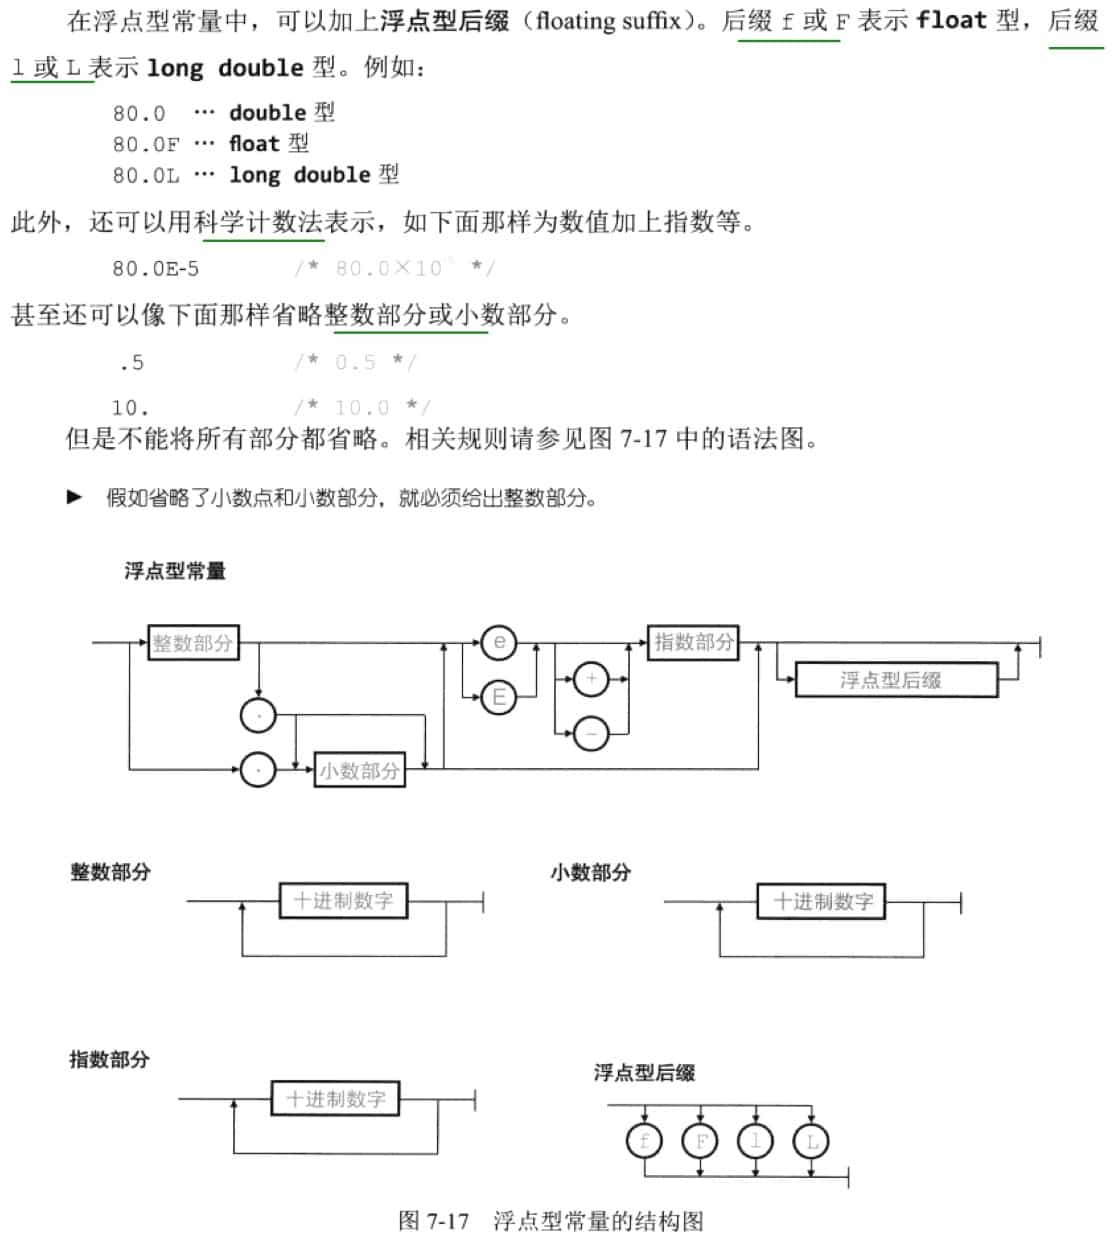 在浮点型常量中，可以加上浮点型后缀（floating suffix）。后缀 f 或 F 表示 float 型，后缀
l 或 L 表示 long double 型。例如：
80.0 … double 型
80.0F … float 型
80.0L … long double 型
此外，还可以用科学计数法表示，如下面那样为数值加上指数等。
80.0E-5 /* 80.0×10 */
甚至还可以像下面那样省略整数部分或小数部分。
.5 /* 0.5 */
10. /* 10.0 */
但是不能将所有部分都省略。相关规则请参见图 7-17 中的语法图。
► 假如省略了小数点和小数部分，就必须给出整数部分。
浮点型常量
整数部分 e 指数部分
+ 浮点型后缀
E
.
−
. 小数部分
整数部分 小数部分
十进制数字 十进制数字
指数部分
浮点型后缀
十进制数字
f F l L
图 7-17 浮点型常量的结构图